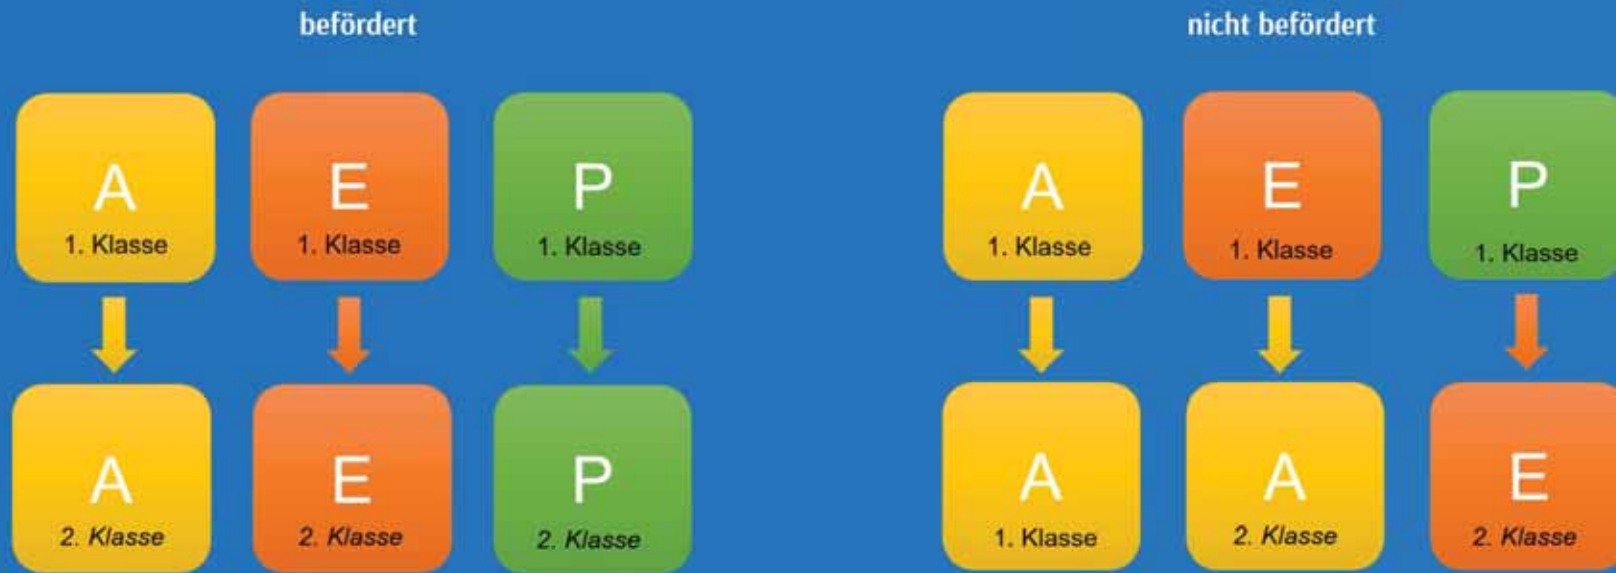 befördert
nicht befördert
A
1. Klasse
E
1. Klasse
P
1. Klasse
A
1. Klasse
E
1. Klasse
P
1. Klasse
A
2. Klasse
E
2. Klasse
P
2. Klasse
A
1. Klasse
A
2. Klasse
E
2. Klasse